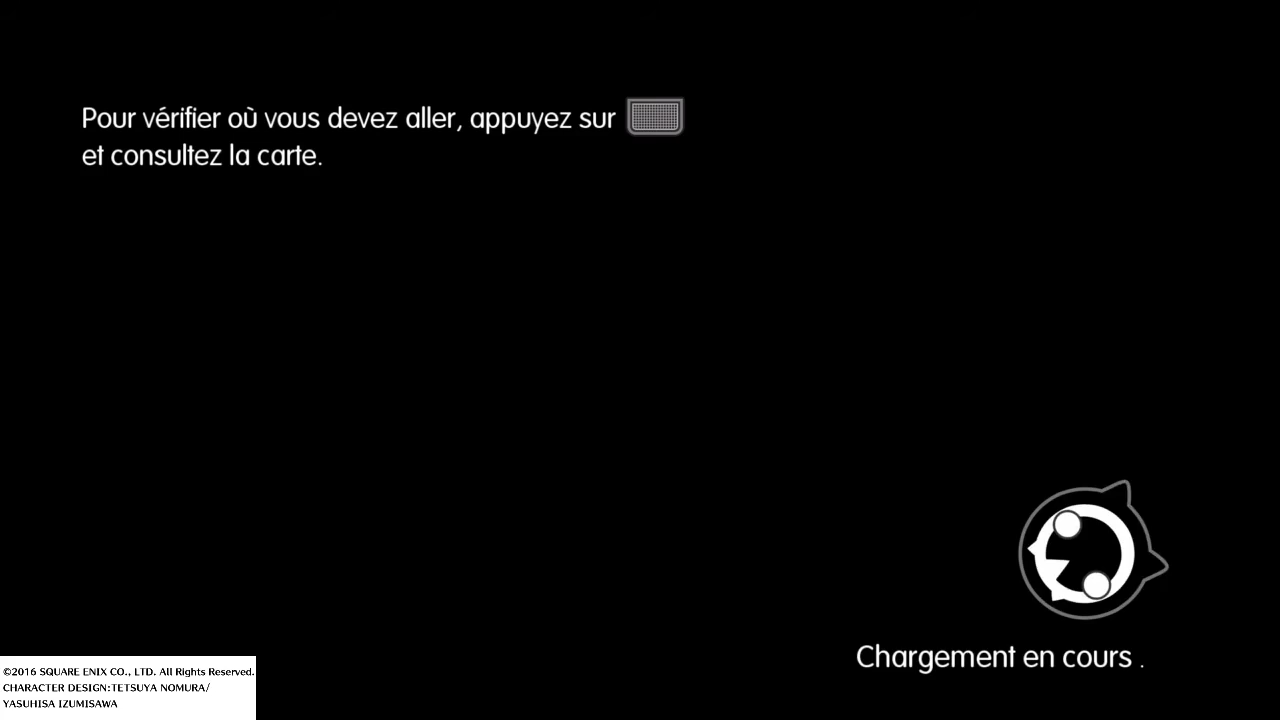 Pour vérifier où vous devez aller, appuyez sur
et consultez la carte.
Chargement en cours .
©2016 SQUARE ENIX CO., LTD. All Rights Reserved.
CHARACTER DESIGN:TETSUYA NOMURA/
YASUHISA IZUMISAWA